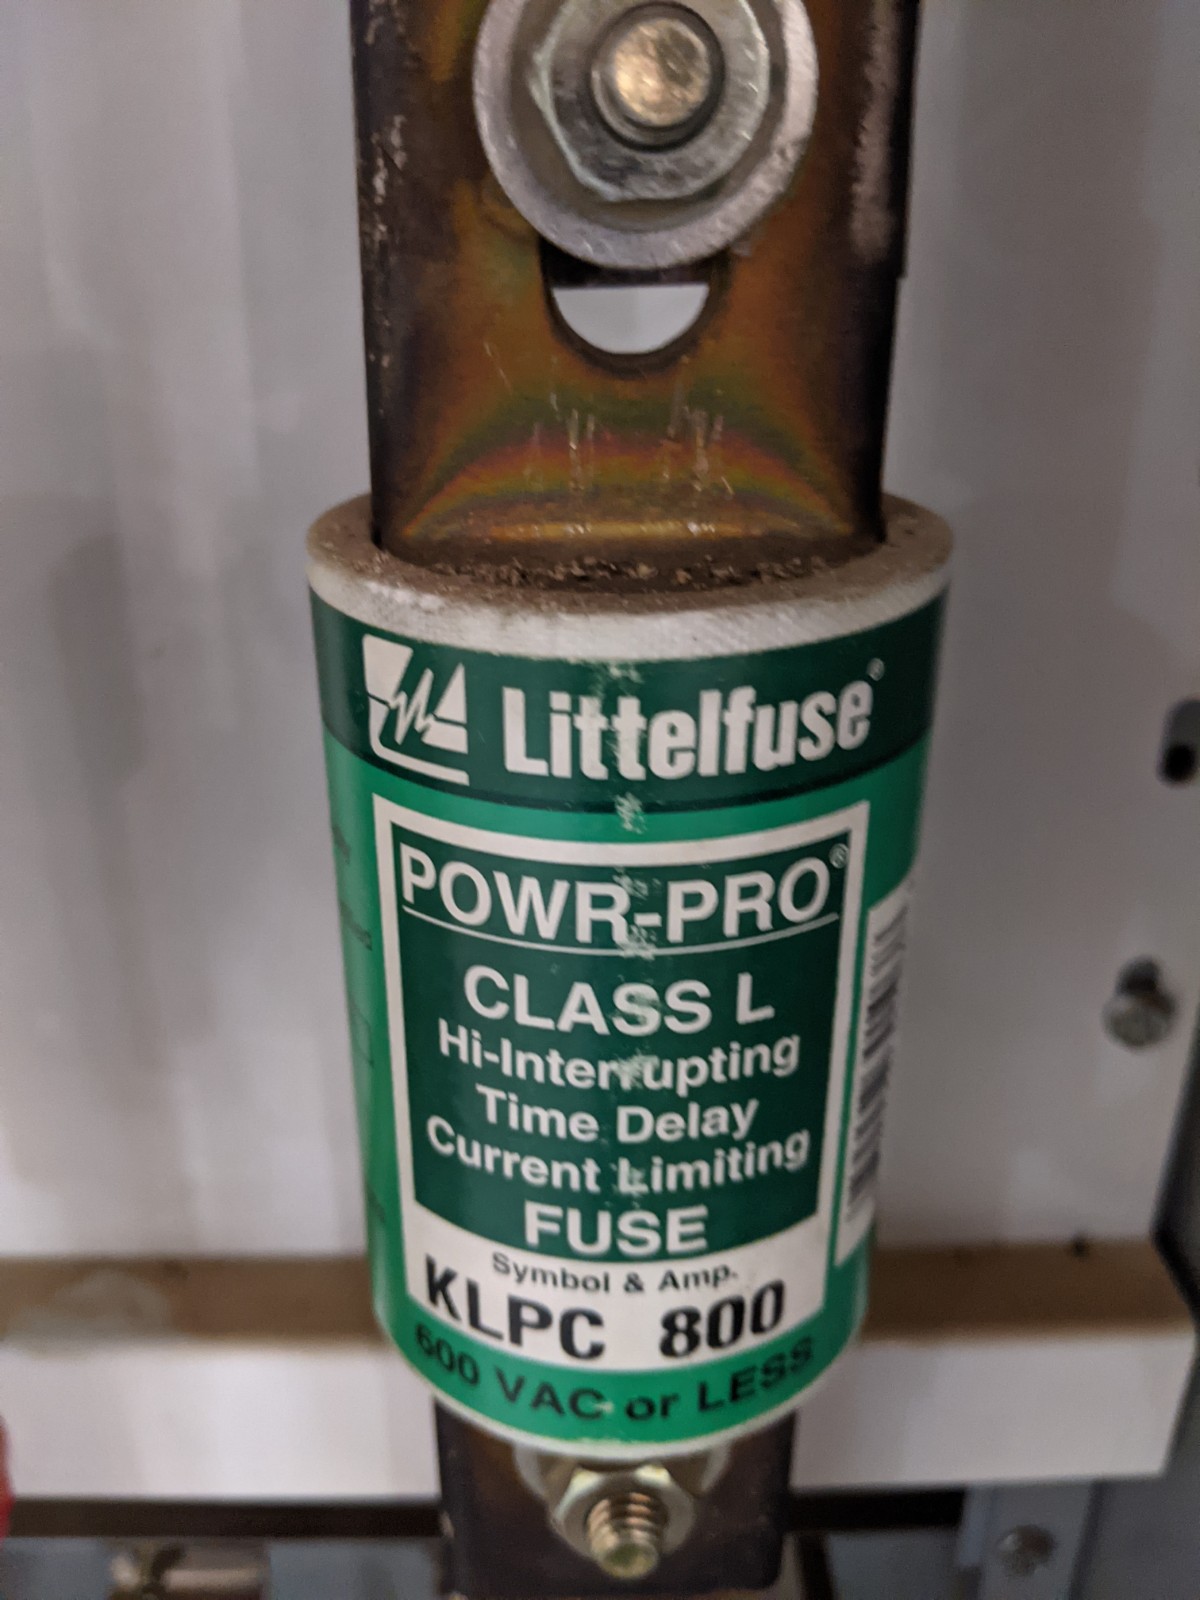 Littelfuse®
POWR-PRO®
CLASS L
Hi-Interrupting
Time Delay
Current Limiting
FUSE
Symbol & Amp.
KLPC 800
600 VAC or LESS